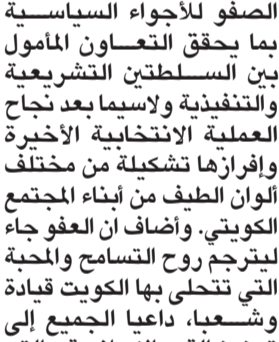 الصفو للأجواء السياسية
بما يحقق التعاون المأمول
بين السلطتين التشريعية
والتنفيذية ولاسيما بعد نجاح
العملية الانتخابية الأخيرة
وإفرازها تشكيلة من مختلف
ألوان الطيف من أبناء المجتمع
الكويتي. وأضاف ان العفو جاء
ليترجم روح التسامح والمحبة
التي تتحلى بها الكويت قيادة
وشعبا، داعيا الجميع إلى